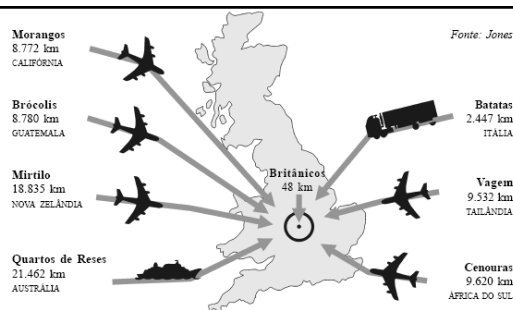 Morangos
8.772 km
CALIFÓRNIA
Fonte: Jones
Brócolis
8.780 km
GUATEMALA
Batatas
2.447 km
ITÁLIA
Mirtilo
18.835 km
NOVA ZELÂNDIA
Britânicos
48 km
Vagem
9.532 km
TAILÂNDIA
Quartos de Reses
21.462 km
AUSTRÁLIA
Cenouras
9.620 km
ÁFRICA DO SUL